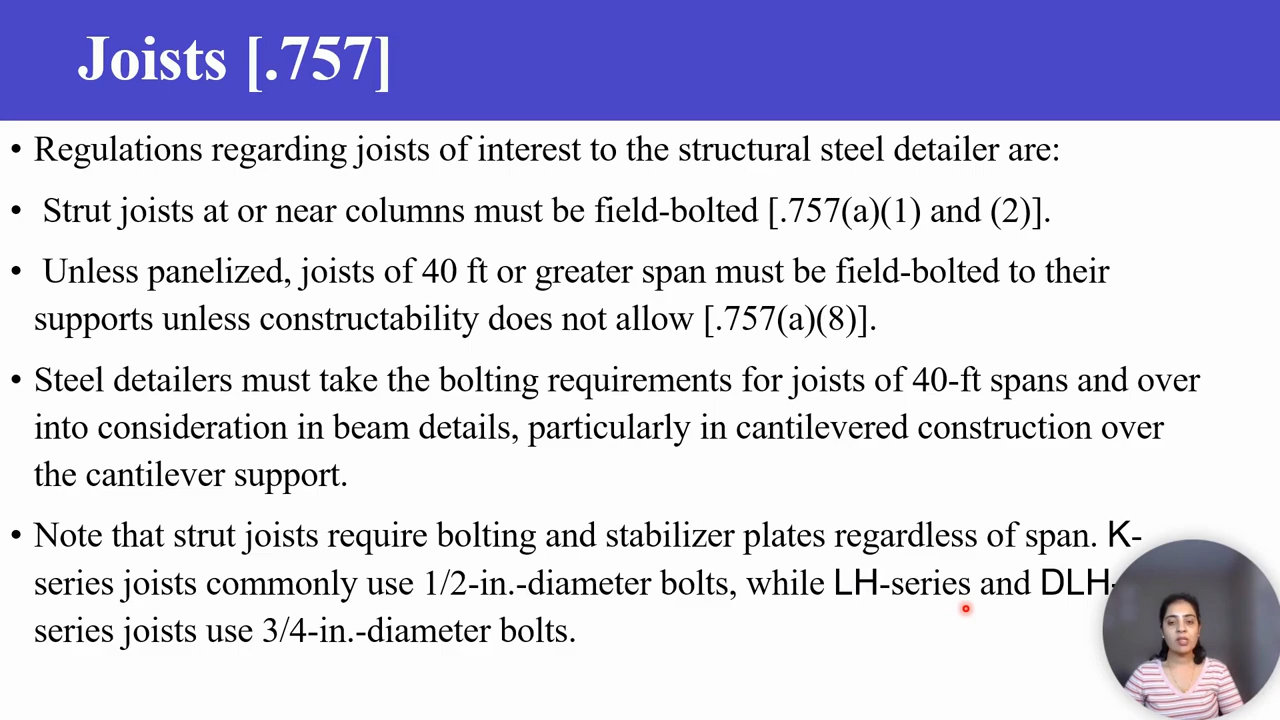 Joists [.757]
• Regulations regarding joists of interest to the structural steel detailer are:
• Strut joists at or near columns must be field-bolted [.757(a)(1) and (2)].
• Unless panelized, joists of 40 ft or greater span must be field-bolted to their
supports unless constructability does not allow [.757(a)(8)].
• Steel detailers must take the bolting requirements for joists of 40-ft spans and over
into consideration in beam details, particularly in cantilevered construction over
the cantilever support.
• Note that strut joists require bolting and stabilizer plates regardless of span. K-
series joists commonly use 1/2-in.-diameter bolts, while LH-series and DLH-
series joists use 3/4-in.-diameter bolts.